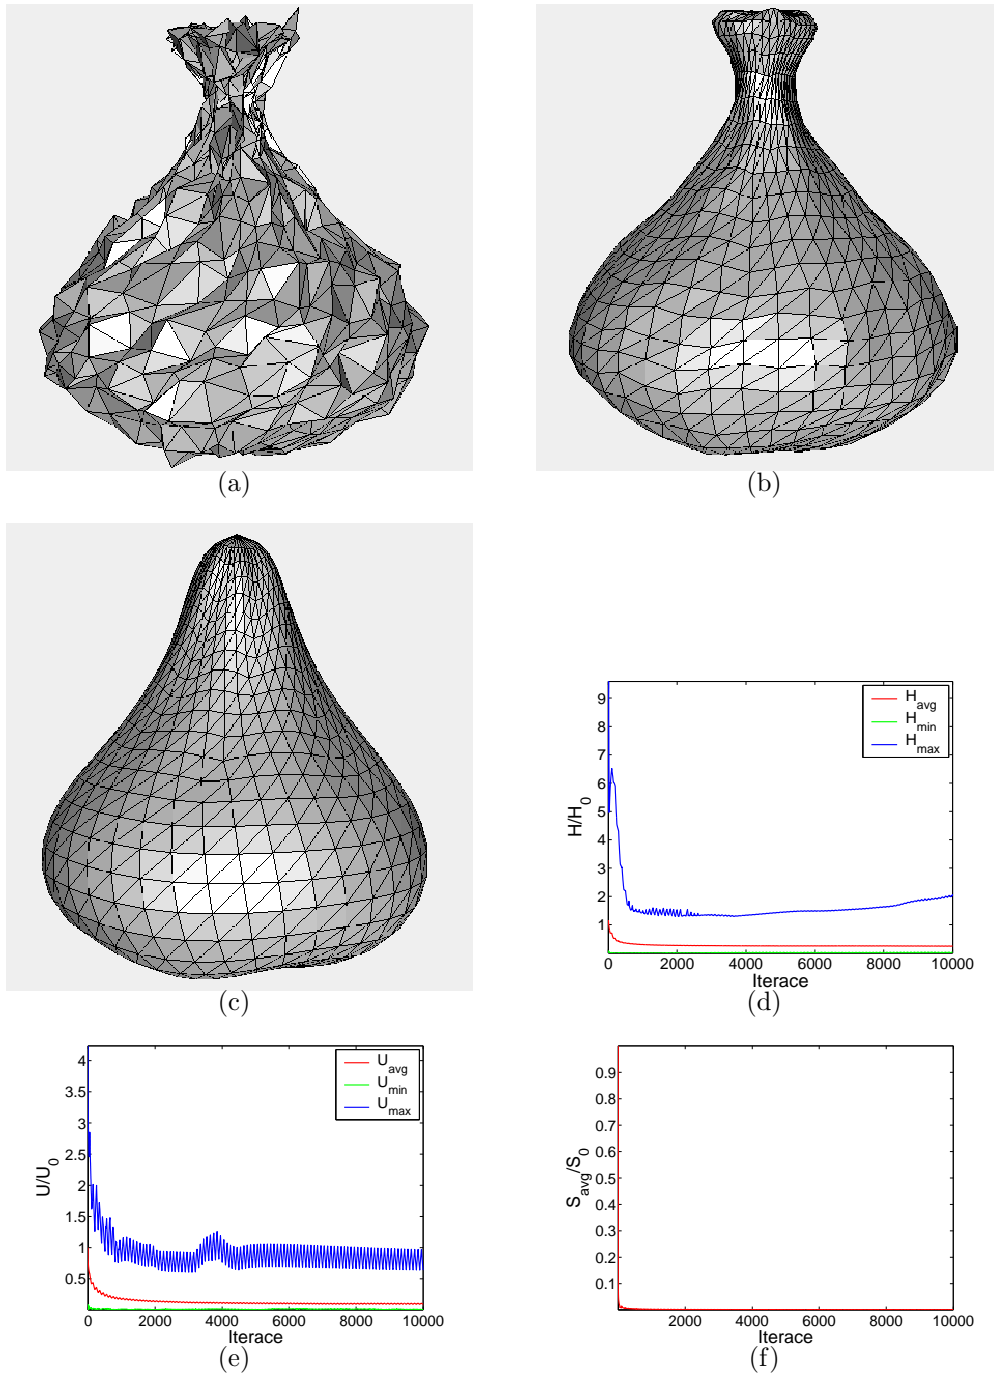 (a)
(b)
(c)
H/H_0
9
8
7
6
5
4
3
2
1
H_avg
H_min
H_max
0 2000 4000 6000 8000 10000
Iterace
(d)
U/U_0
4
3.5
3
2.5
2
1.5
1
0.5
U_avg
U_min
U_max
0 2000 4000 6000 8000 10000
Iterace
(e)
S_avg/S_0
0.9
0.8
0.7
0.6
0.5
0.4
0.3
0.2
0.1
2000 4000 6000 8000 10000
Iterace
(f)